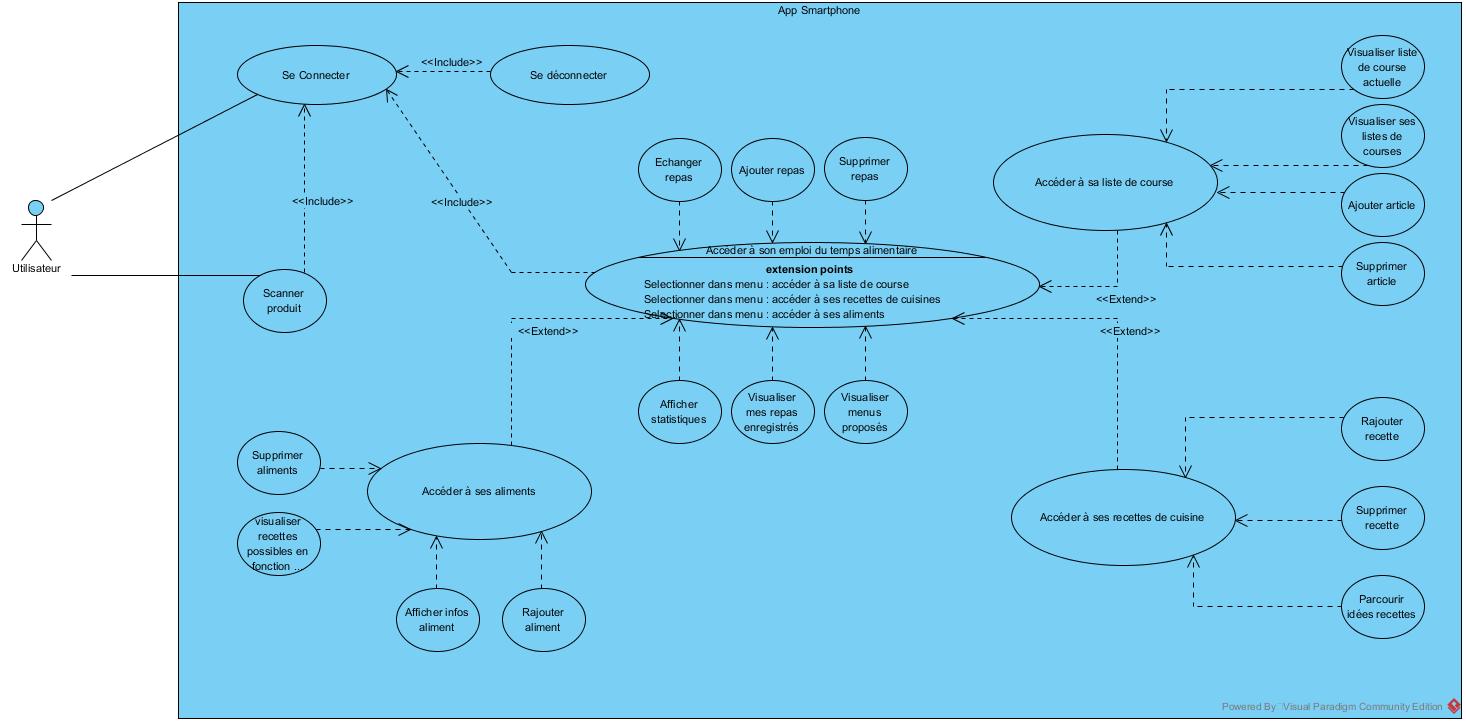 App Smartphone
Se Connecter
<<Include>>
Se déconnecter
Visualiser liste
de course
actuelle
Visualiser ses
listes de
courses
Echanger
repas
Ajouter repas
Supprimer
repas
Accéder à sa liste de course
Ajouter article
<<Include>>
<<Include>>
Utilisateur
Supprimer
article
Scanner
produit
Accéder à son emploi du temps alimentaire
extension points
Selectionner dans menu : accéder à sa liste de course
Selectionner dans menu : accéder à ses recettes de cuisines
Selectionner dans menu : accéder à ses aliments
<<Extend>>
<<Extend>>
<<Extend>>
Afficher
statistiques
Visualiser
mes repas
enregistrés
Visualiser
menus
proposés
Rajouter
recette
Supprimer
aliments
Accéder à ses aliments
Accéder à ses recettes de cuisine
Supprimer
recette
visualiser
recettes
possibles en
fonction ...
Afficher infos
aliment
Rajouter
aliment
Parcourir
idées recettes
Powered By Visual Paradigm Community Edition